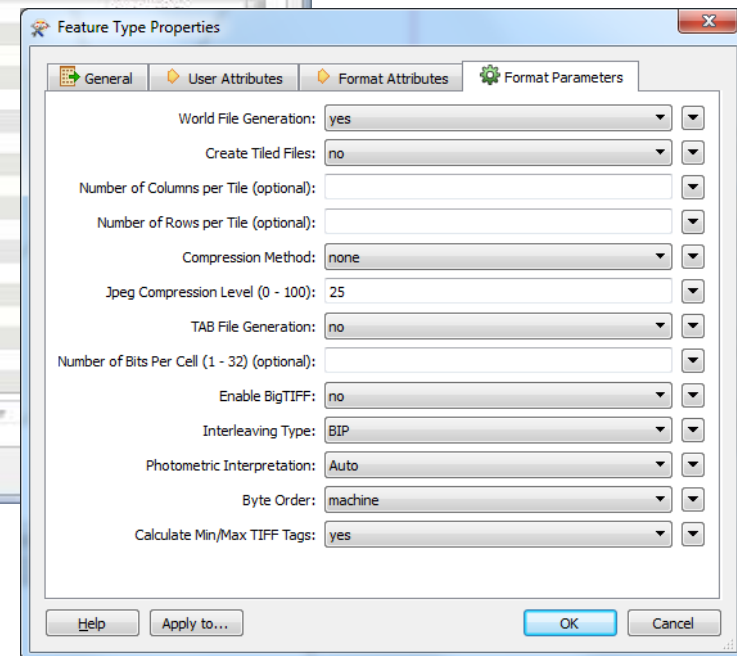 Feature Type Properties
General User Attributes Format Attributes Format Parameters
World File Generation: yes
Create Tiled Files: no
Number of Columns per Tile (optional):
Number of Rows per Tile (optional):
Compression Method: none
Jpeg Compression Level (0 - 100): 25
TAB File Generation: no
Number of Bits Per Cell (1 - 32) (optional):
Enable BigTIFF: no
Interleaving Type: BIP
Photometric Interpretation: Auto
Byte Order: machine
Calculate Min/Max TIFF Tags: yes
Help Apply to... OK Cancel